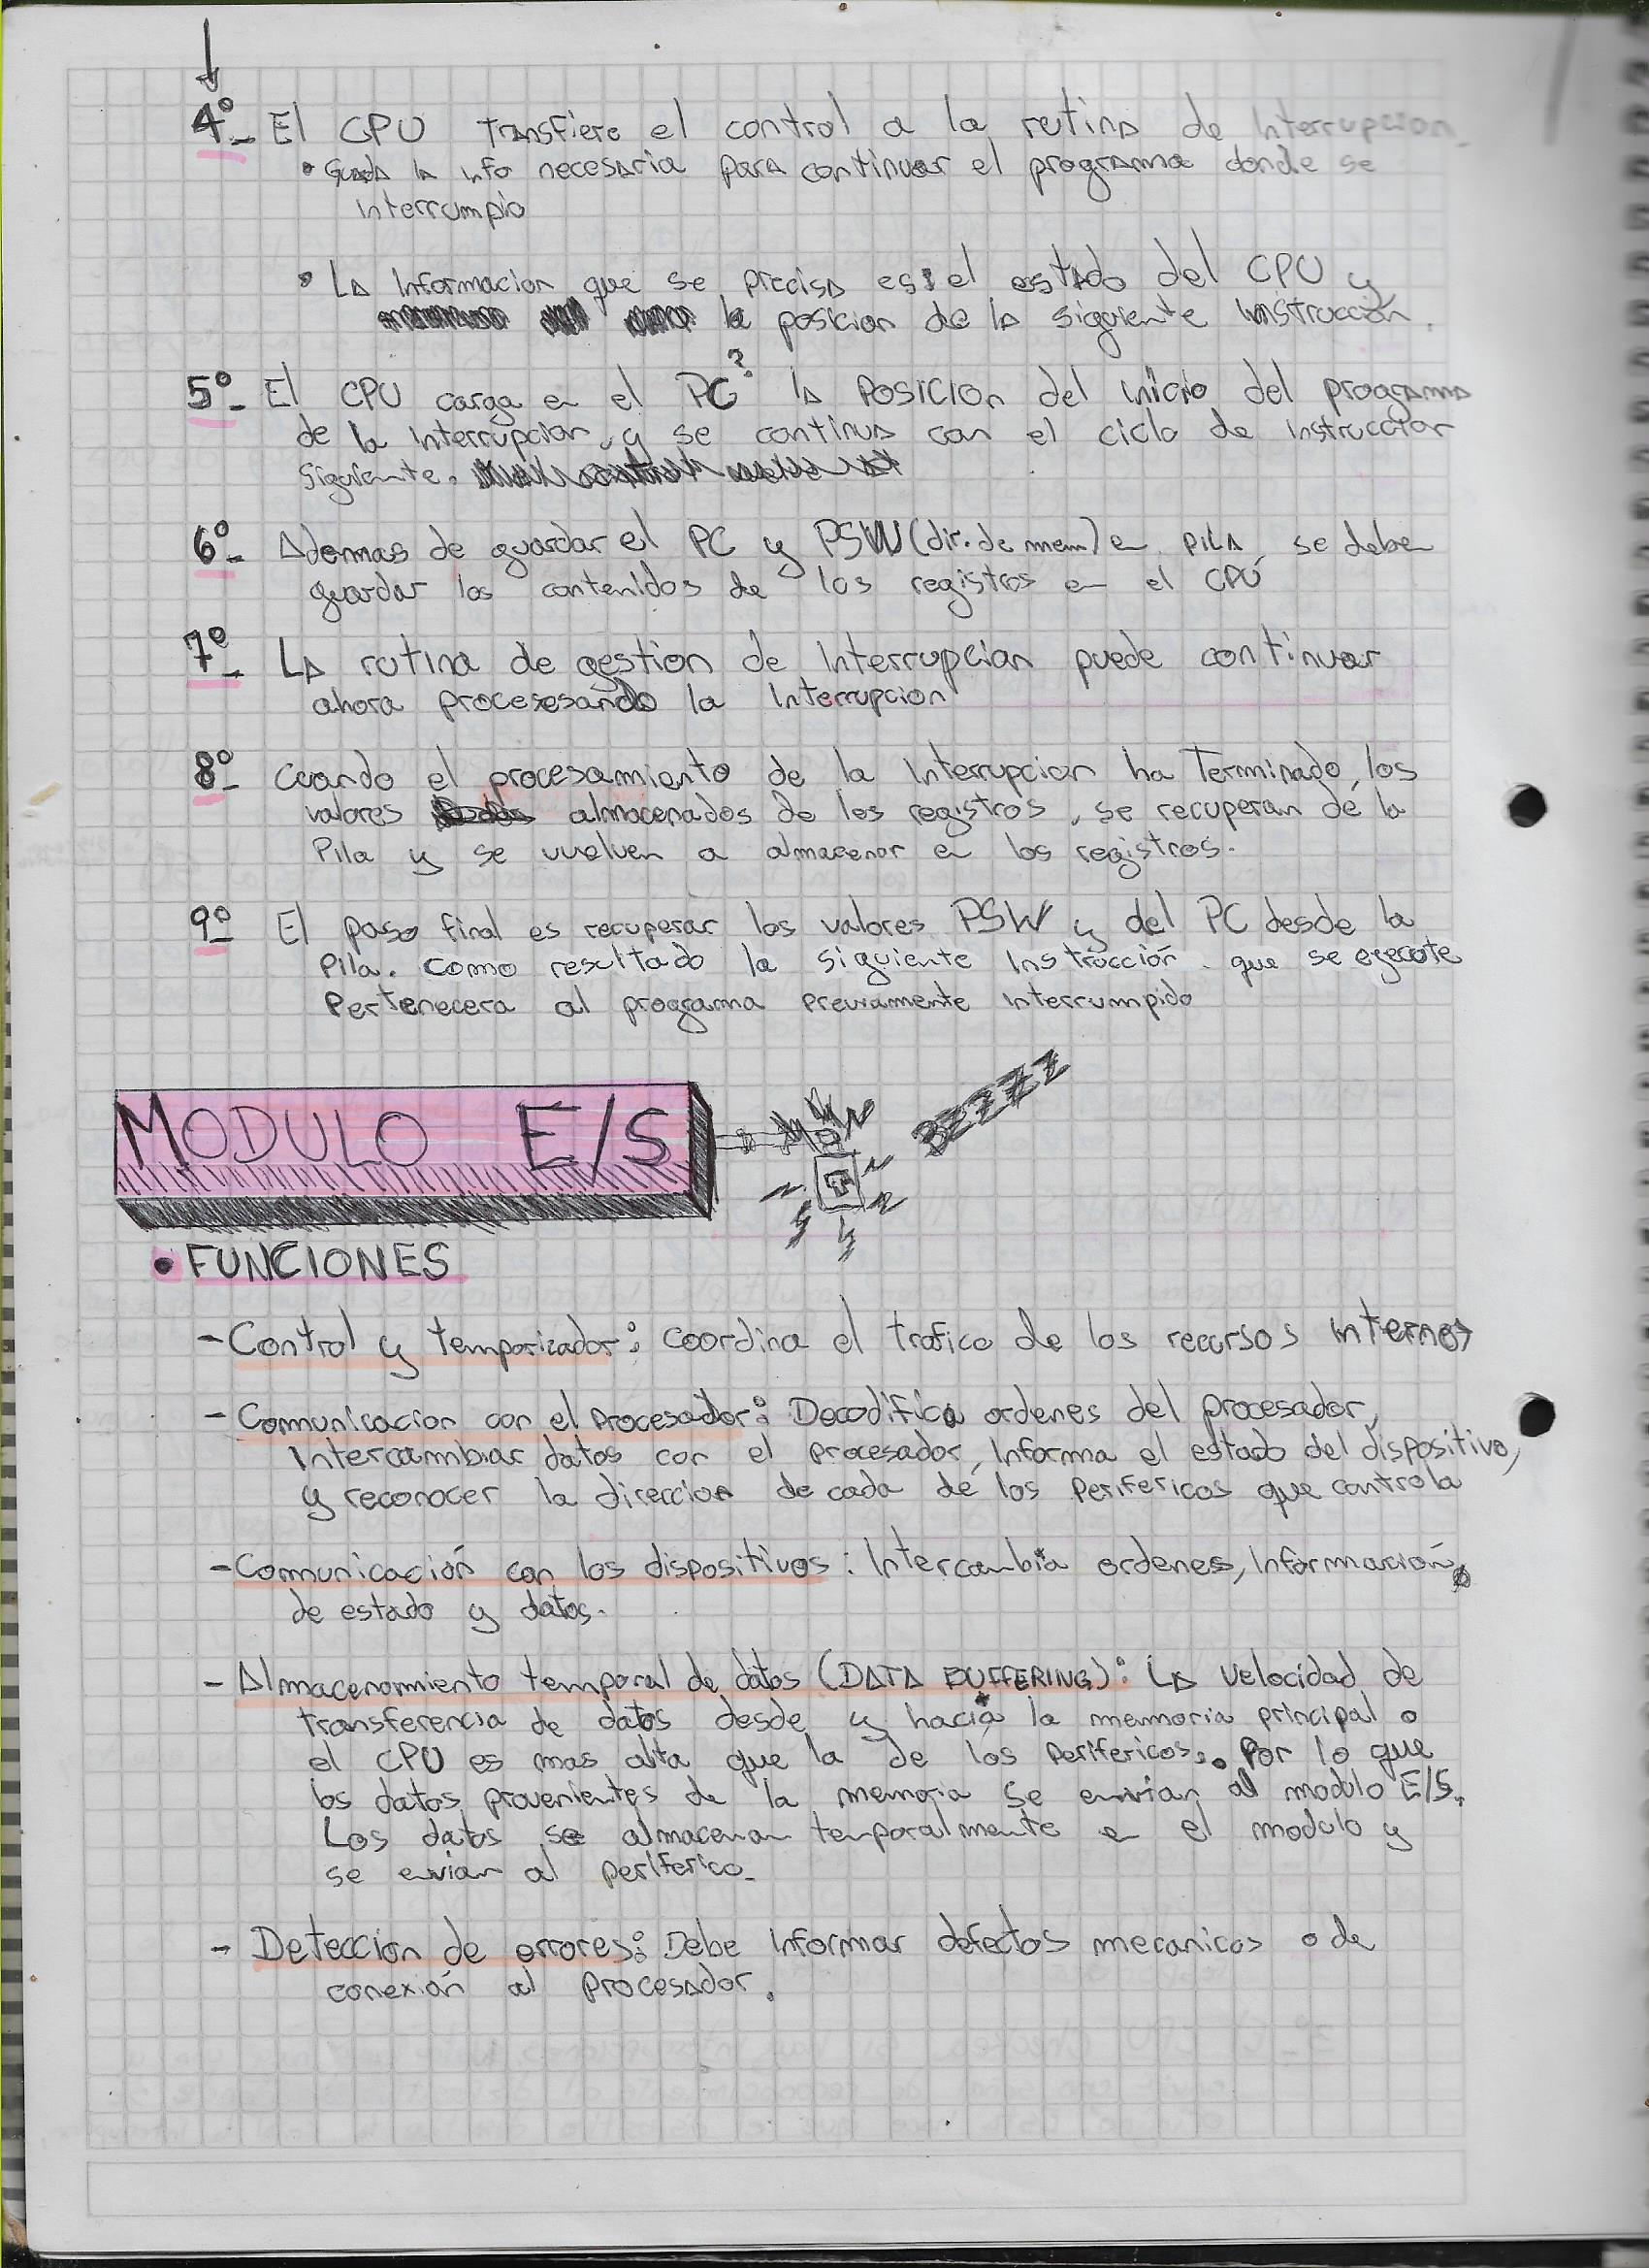 4º- El CPU Transfiere el control a la rutina de Interrupcion.
• Guarda la info necesaria para continuar el programa donde se
interrumpio
• La Informacion que se precisa es: el estado del CPU y
la posicion de la siguiente instrucción.
5º- El CPU carga en el PC? la posicion del inicio del programa
de la interrupcion, y se continua con el ciclo de instruccion
siguiente.
6º- Ademas de guardar el PC y PSW (dir. de mem) en pila, se debe
guardar los contenidos de los registros en el CPU
7º- La rutina de gestion de Interrupcion puede continuar
ahora procesesando la Interrupcion
8º- Cuando el procesamiento de la Interrupcion ha Terminado, los
valores almacenados de los registros, se recuperan de la
Pila y se vuelven a almacenar en los registros.
9º El paso final es recuperar los valores PSW y del PC desde la
Pila. Como resultado la siguiente Instrucción que se ejecute
Pertenecera al programa previamente interrumpido
MODULO E/S
BZZZZ
• FUNCIONES
- Control y temporizador: Coordina el trafico de los recursos internos
- Comunicacion con el procesador: Decodifica ordenes del procesador,
Intercambiar datos con el procesador, Informa el estado del dispositivo,
y reconocer la direccion de cada de los perifericos que controla
- Comunicación con los dispositivos: Intercambia ordenes, Información
de estado y datos.
- Almacenamiento temporal de datos (DATA BUFFERING): La velocidad de
transferencia de datos desde y hacia la memoria principal o
el CPU es mas alta que la de los perifericos. Por lo que
los datos provenientes de la memoria se envian al modulo E/S.
Los datos se almacenan temporalmente en el modulo y
se envian al periferico.
- Deteccion de errores: Debe informar defectos mecanicos o de
conexión al procesador.